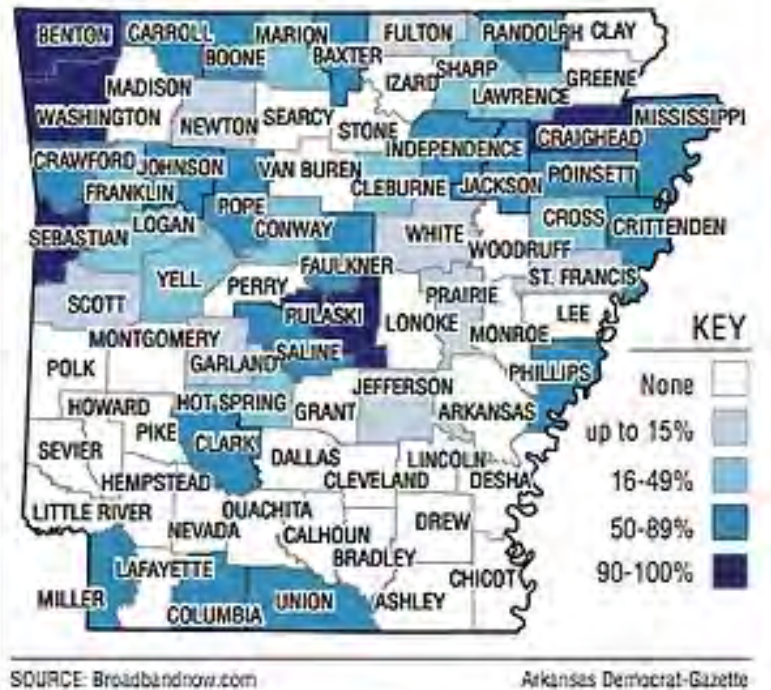 BENTON CARROLL MARION FULTON RANDOLPH CLAY
BOONE BAXTER
IZARD SHARP GREENE
MADISON LAWRENCE
WASHINGTON NEWTON SEARCY STONE CRAIGHEAD MISSISSIPPI
INDEPENDENCE
CRAWFORD JOHNSON VAN BUREN CLEBURNE JACKSON POINSETT
FRANKLIN
POPE
SEBASTIAN LOGAN CONWAY WHITE WOODRUFF CROSS CRITTENDEN
FAULKNER
YELL PERRY ST. FRANCIS
SCOTT PULASKI PRAIRIE
LONOKE MONROE LEE
MONTGOMERY GARLAND SALINE
KEY
POLK JEFFERSON PHILLIPS
None
HOWARD HOT SPRING GRANT ARKANSAS
PIKE up to 15%
SEVIER CLARK DALLAS LINCOLN
HEMPSTEAD CLEVELAND DESHA 16-49%
LITTLE RIVER OUACHITA
NEVADA CALHOUN DREW 50-89%
BRADLEY
LAFAYETTE CHICOT 90-100%
MILLER COLUMBIA UNION ASHLEY
SOURCE: Broadbandnow.com Arkansas Democrat-Gazette